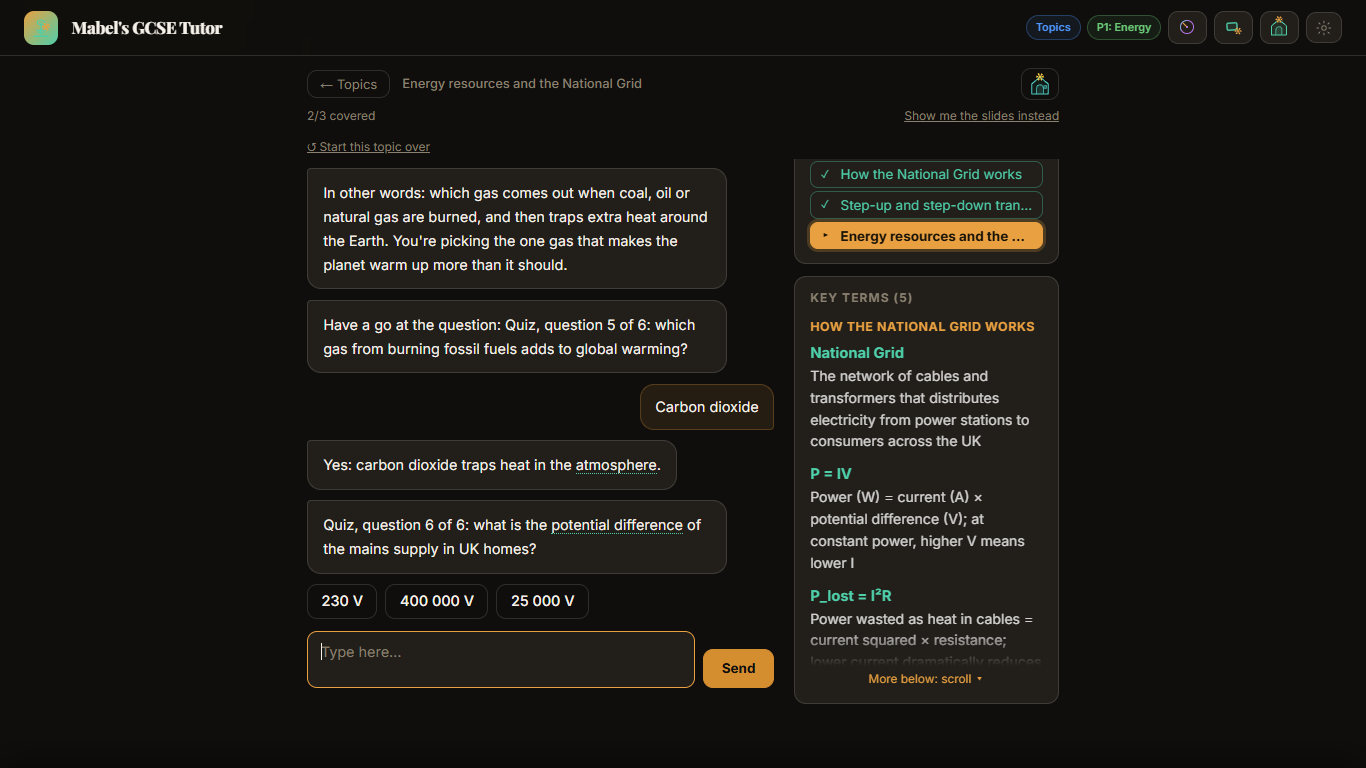 Mabel's GCSE Tutor
Topics
P1: Energy
← Topics
Energy resources and the National Grid
2/3 covered
Show me the slides instead
↺ Start this topic over
In other words: which gas comes out when coal, oil or
natural gas are burned, and then traps extra heat around
the Earth. You're picking the one gas that makes the
planet warm up more than it should.
Have a go at the question: Quiz, question 5 of 6: which
gas from burning fossil fuels adds to global warming?
Carbon dioxide
Yes: carbon dioxide traps heat in the atmosphere.
Quiz, question 6 of 6: what is the potential difference of
the mains supply in UK homes?
230 V
400 000 V
25 000 V
Type here...
Send
✓ How the National Grid works
✓ Step-up and step-down tran...
‣ Energy resources and the ...
KEY TERMS (5)
HOW THE NATIONAL GRID WORKS
National Grid
The network of cables and
transformers that distributes
electricity from power stations to
consumers across the UK
P = IV
Power (W) = current (A) ×
potential difference (V); at
constant power, higher V means
lower I
P_lost = I²R
Power wasted as heat in cables =
current squared × resistance;
lower current dramatically reduces
More below: scroll ▾